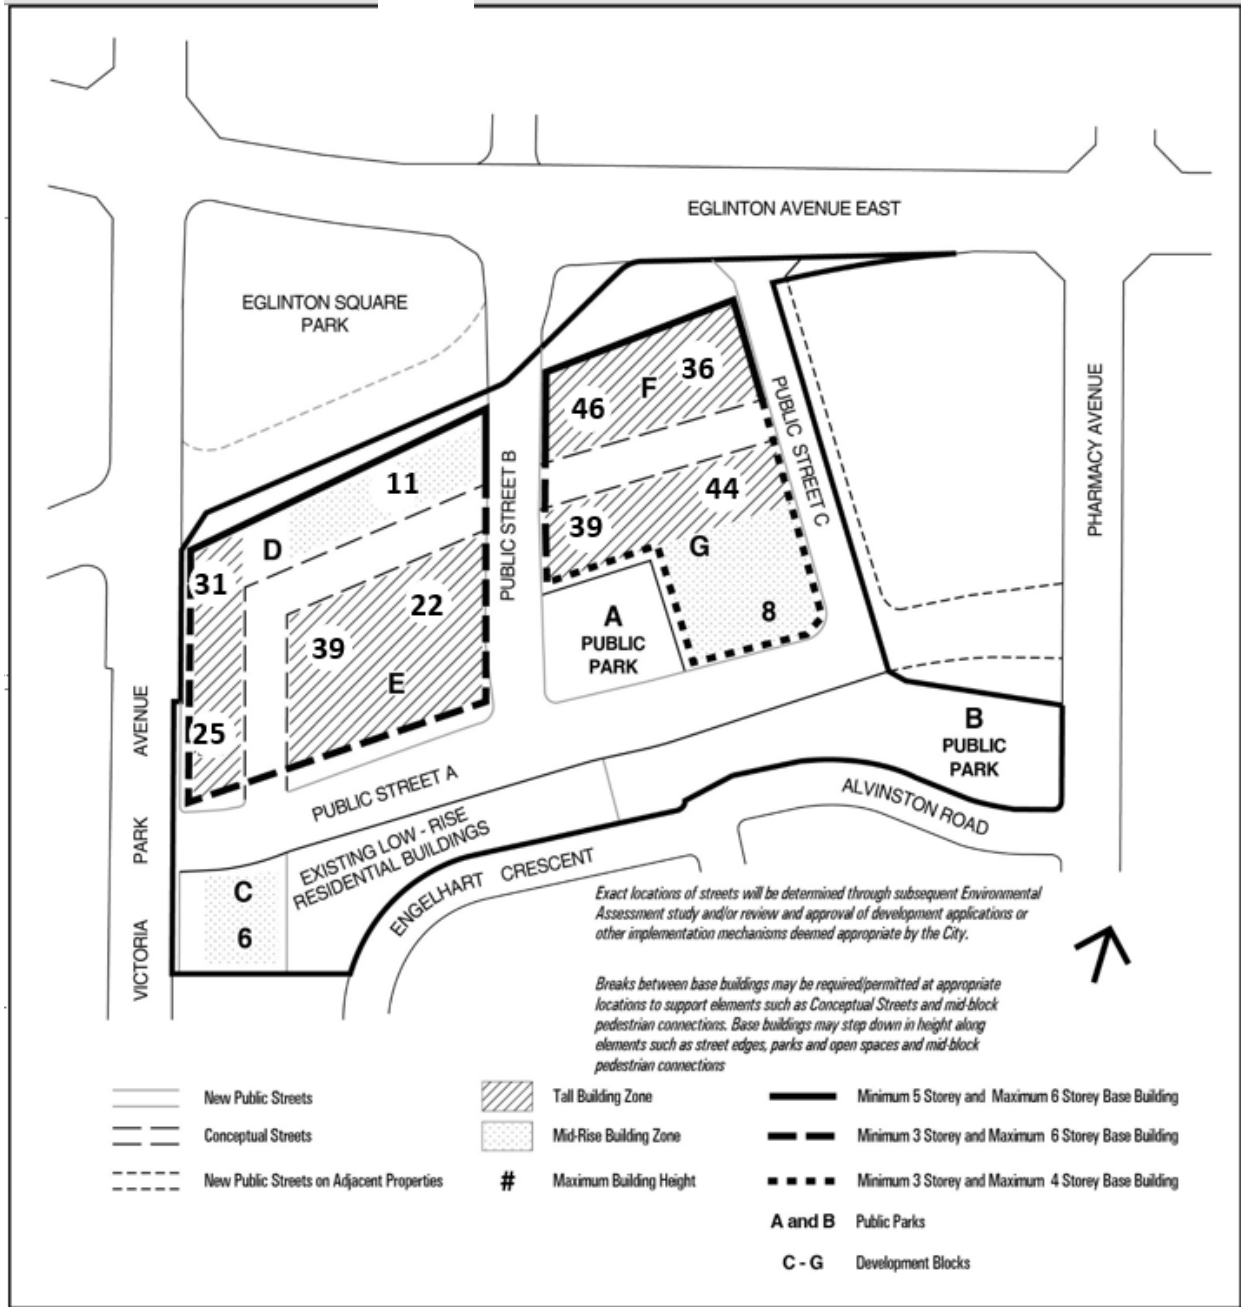 EGLINTON AVENUE EAST
EGLINTON SQUARE
PARK
PHARMACY AVENUE
PUBLIC STREET C
PUBLIC STREET B
F
36
46
11
44
39
G
D
31
22
39
E
8
A
PUBLIC
PARK
25
B
PUBLIC
PARK
VICTORIA PARK AVENUE
PUBLIC STREET A
EXISTING LOW - RISE
RESIDENTIAL BUILDINGS
ALVINSTON ROAD
ENGELHART CRESCENT
C
6
Exact locations of streets will be determined through subsequent Environmental
Assessment study and/or review and approval of development applications or
other implementation mechanisms deemed appropriate by the City.
Breaks between base buildings may be required/permitted at appropriate
locations to support elements such as Conceptual Streets and mid-block
pedestrian connections. Base buildings may step down in height along
elements such as street edges, parks and open spaces and mid-block
pedestrian connections
New Public Streets
Conceptual Streets
New Public Streets on Adjacent Properties
Tall Building Zone
Mid-Rise Building Zone
# Maximum Building Height
Minimum 5 Storey and Maximum 6 Storey Base Building
Minimum 3 Storey and Maximum 6 Storey Base Building
Minimum 3 Storey and Maximum 4 Storey Base Building
A and B Public Parks
C - G Development Blocks